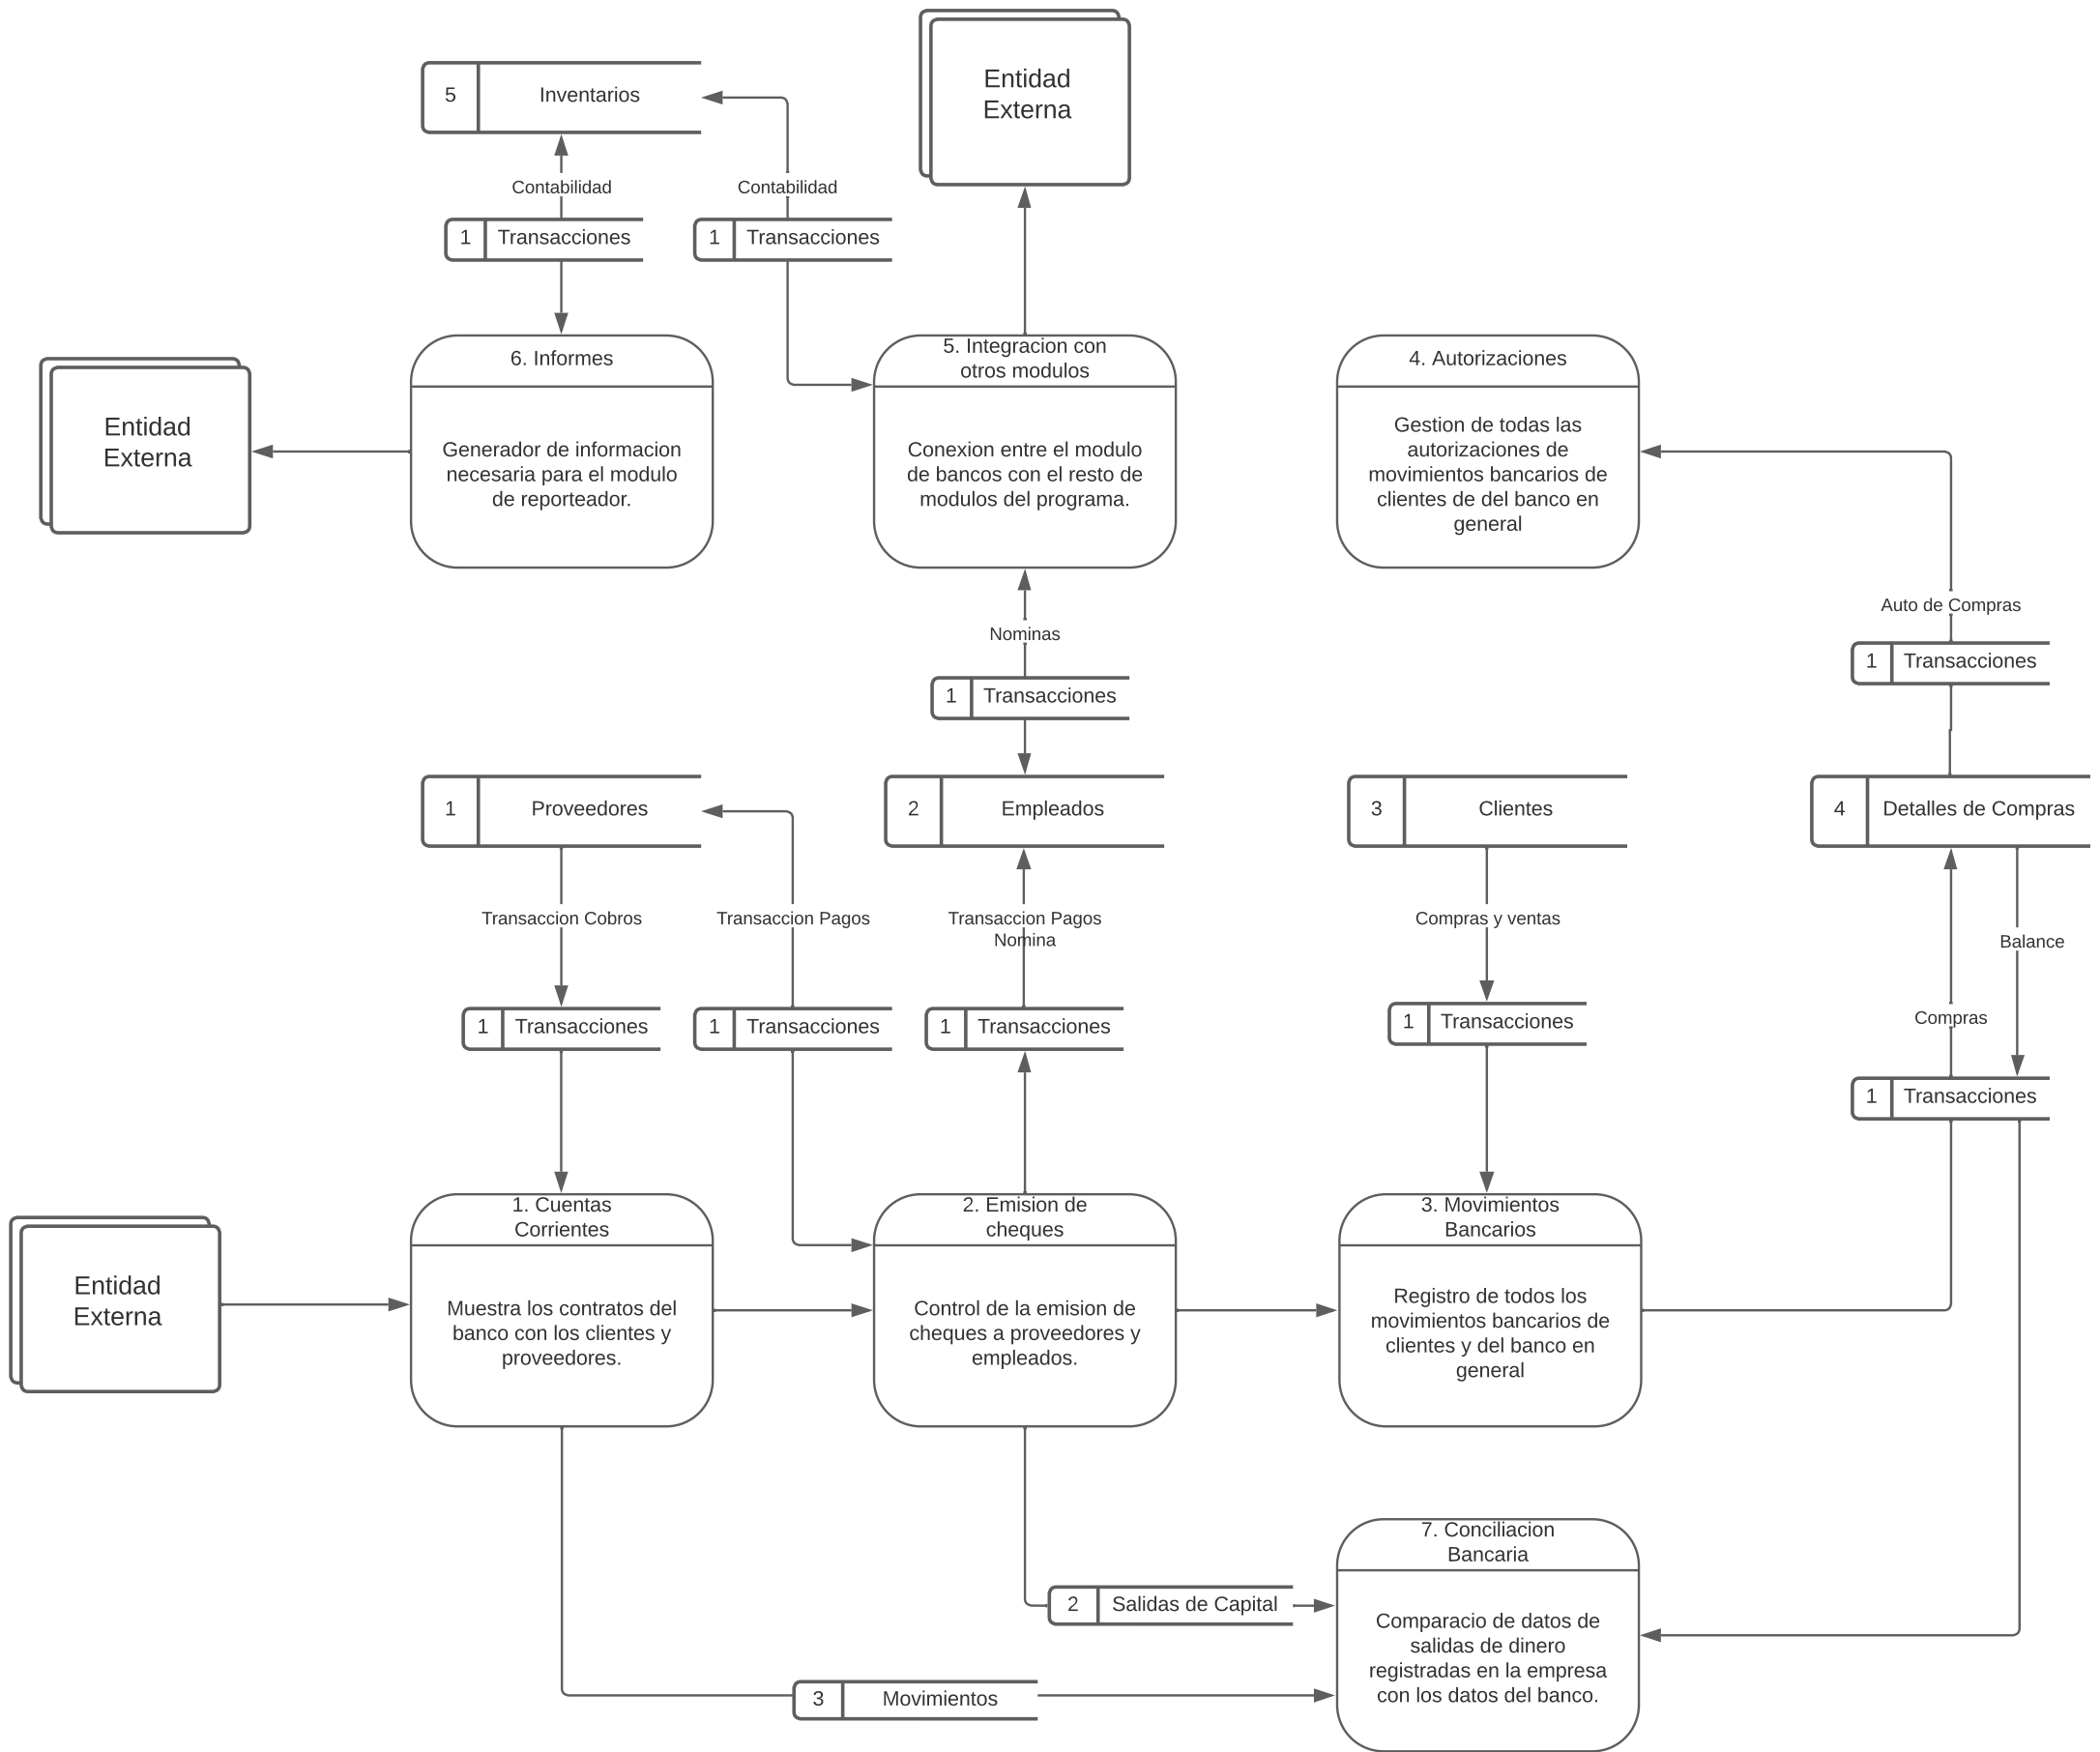 Entidad
Externa
5
Inventarios
Contabilidad
Contabilidad
1
Transacciones
1
Transacciones
6. Informes
Generador de informacion
necesaria para el modulo
de reporteador.
5. Integracion con
otros modulos
Conexion entre el modulo
de bancos con el resto de
modulos del programa.
4. Autorizaciones
Gestion de todas las
autorizaciones de
movimientos bancarios de
clientes de del banco en
general
Entidad
Externa
Auto de Compras
Nominas
1
Transacciones
1
Transacciones
1
Proveedores
2
Empleados
3
Clientes
4
Detalles de Compras
Transaccion Cobros
Transaccion Pagos
Transaccion Pagos
Nomina
Compras y ventas
Balance
Compras
1
Transacciones
1
Transacciones
1
Transacciones
1
Transacciones
1
Transacciones
Entidad
Externa
1. Cuentas
Corrientes
Muestra los contratos del
banco con los clientes y
proveedores.
2. Emision de
cheques
Control de la emision de
cheques a proveedores y
empleados.
3. Movimientos
Bancarios
Registro de todos los
movimientos bancarios de
clientes y del banco en
general
7. Conciliacion
Bancaria
Comparacio de datos de
salidas de dinero
registradas en la empresa
con los datos del banco.
2
Salidas de Capital
3
Movimientos